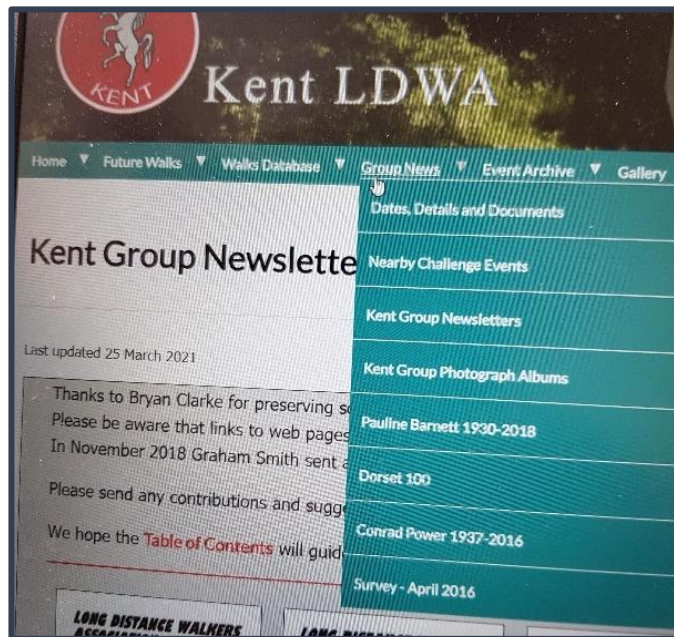 KENT
Kent LDWA
Home ▼ Future Walks ▼ Walks Database ▼ Group News ▼ Event Archive ▼ Gallery
Dates, Details and Documents
Nearby Challenge Events
Kent Group Newsletters
Kent Group Photograph Albums
Pauline Barnett 1930-2018
Dorset 100
Conrad Power 1937-2016
Survey - April 2016
Kent Group Newslette
Last updated 25 March 2021
Thanks to Bryan Clarke for preserving
Please be aware that links to web pages
In November 2018 Graham Smith sent
Please send any contributions and sugg
We hope the Table of Contents will guid
LONG DISTANCE WALKERS
ASSOCIATION
LONG DISTANCE